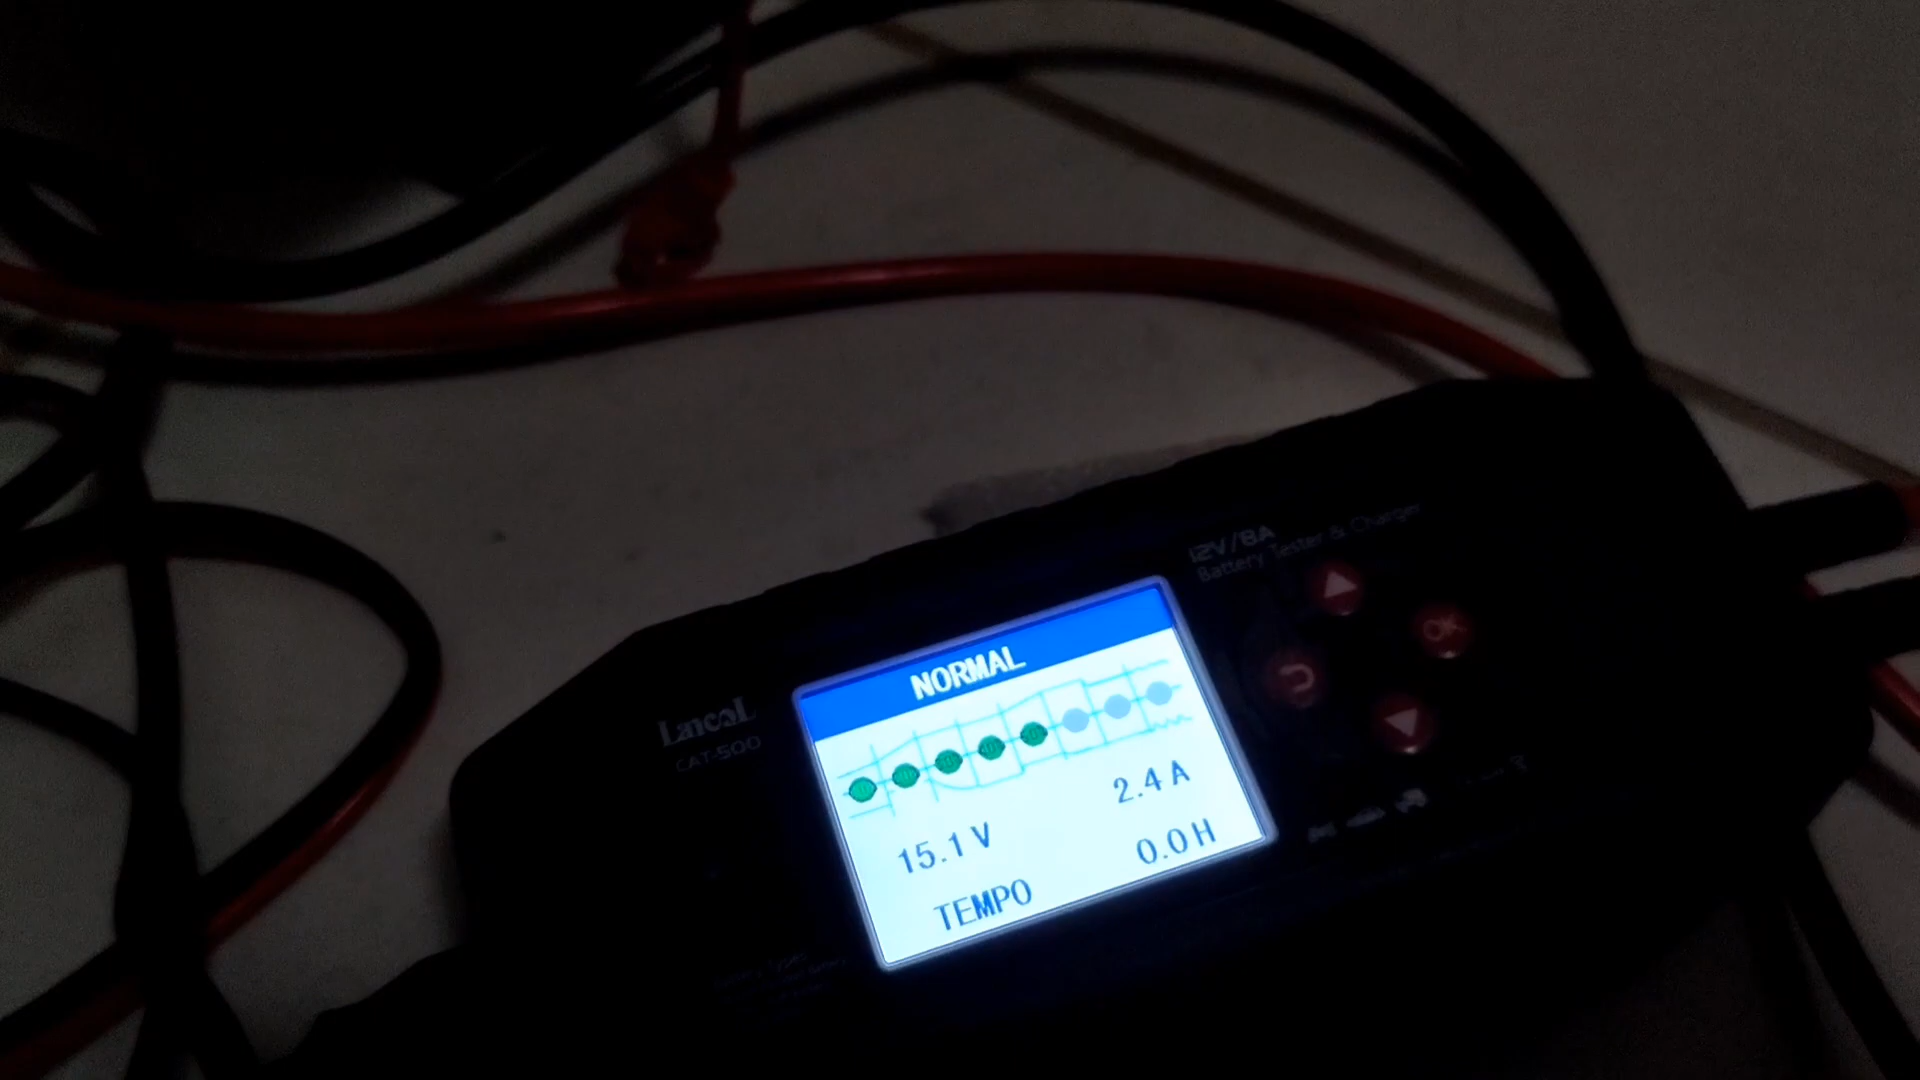 12V/8A
Battery Tester & Charger
OK
NORMAL
Lancol
CAT-500
15.1 V
2.4 A
TEMPO
0.0 H